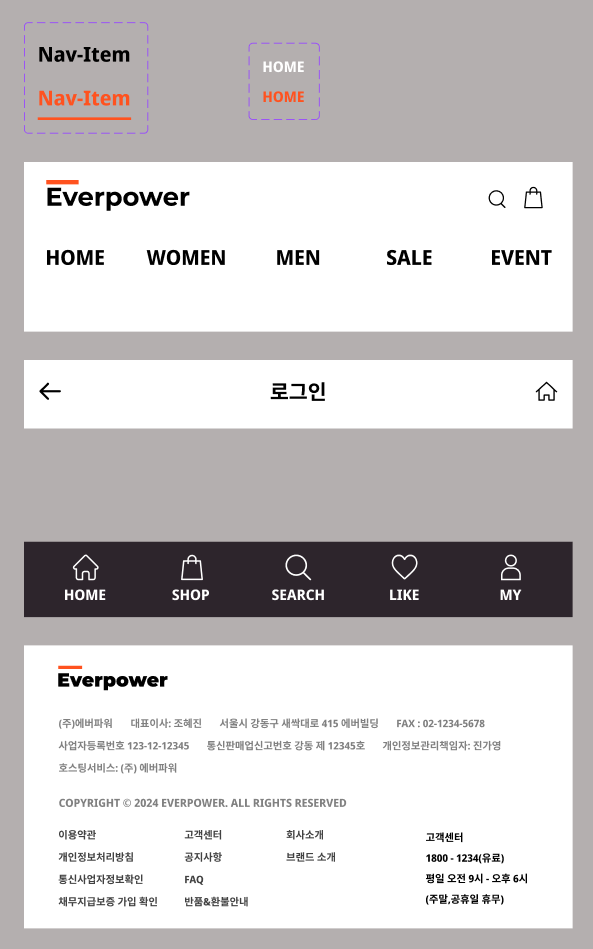 Nav-Item
Nav-Item
HOME
HOME
Everpower
HOME WOMEN MEN SALE EVENT
로그인
HOME SHOP SEARCH LIKE MY
Everpower
(주)에버파워 대표이사: 조혜진 서울시 강동구 새싹대로 415 에버빌딩 FAX : 02-1234-5678
사업자등록번호 123-12-12345 통신판매업신고번호 강동 제 12345호 개인정보관리책임자: 진가영
호스팅서비스: (주) 에버파워
COPYRIGHT © 2024 EVERPOWER. ALL RIGHTS RESERVED
이용약관
개인정보처리방침
통신사업자정보확인
채무지급보증 가입 확인
고객센터
공지사항
FAQ
반품&환불안내
회사소개
브랜드 소개
고객센터
1800 - 1234(유료)
평일 오전 9시 - 오후 6시
(주말,공휴일 휴무)